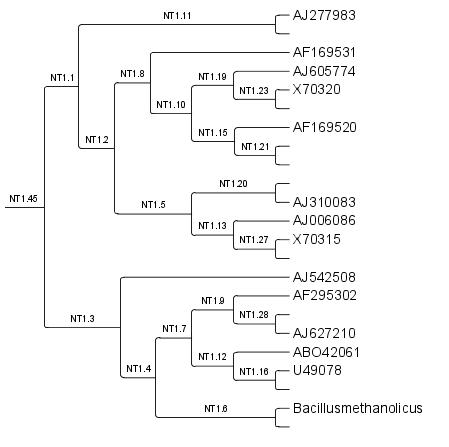 NT1.11
AJ277983
AF169531
NT1.1
NT1.8
NT1.19
AJ605774
NT1.23
X70320
NT1.10
AF169520
NT1.2
NT1.15
NT1.21
NT1.20
NT1.45
NT1.5
AJ310083
AJ006086
NT1.13
NT1.27
X70315
AJ542508
NT1.9
AF295302
NT1.3
NT1.7
NT1.28
AJ627210
ABO42061
NT1.4
NT1.12
NT1.16
U49078
NT1.6
Bacillusmethanolicus